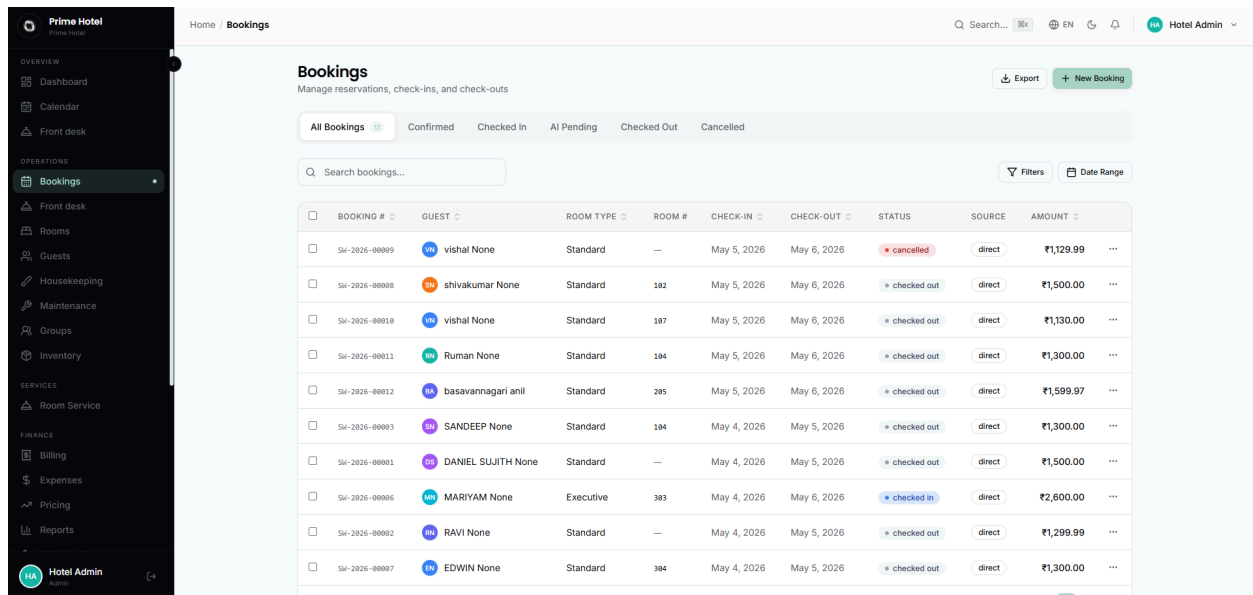 Prime Hotel
Prime Hotel
OVERVIEW
Dashboard
Calendar
Front desk
OPERATIONS
Bookings
Front desk
Rooms
Guests
Housekeeping
Maintenance
Groups
Inventory
SERVICES
Room Service
FINANCE
Billing
Expenses
Pricing
Reports
HA Hotel Admin
Admin
Home / Bookings
Search... ⌘K EN HA Hotel Admin
Bookings
Manage reservations, check-ins, and check-outs
Export + New Booking
All Bookings 12 Confirmed Checked In AI Pending Checked Out Cancelled
Search bookings... Filters Date Range
BOOKING # GUEST ROOM TYPE ROOM # CHECK-IN CHECK-OUT STATUS SOURCE AMOUNT
SW-2026-00009 VN vishal None Standard — May 5, 2026 May 6, 2026 cancelled direct ₹1,129.99 ...
SW-2026-00008 SN shivakumar None Standard 102 May 5, 2026 May 6, 2026 checked out direct ₹1,500.00 ...
SW-2026-00010 VN vishal None Standard 107 May 5, 2026 May 6, 2026 checked out direct ₹1,130.00 ...
SW-2026-00011 RN Ruman None Standard 104 May 5, 2026 May 6, 2026 checked out direct ₹1,300.00 ...
SW-2026-00012 BA basavannagari anil Standard 205 May 5, 2026 May 6, 2026 checked out direct ₹1,599.97 ...
SW-2026-00003 SN SANDEEP None Standard 104 May 4, 2026 May 5, 2026 checked out direct ₹1,300.00 ...
SW-2026-00001 DS DANIEL SUJITH None Standard — May 4, 2026 May 5, 2026 checked out direct ₹1,500.00 ...
SW-2026-00006 MN MARIYAM None Executive 303 May 4, 2026 May 6, 2026 checked in direct ₹2,600.00 ...
SW-2026-00002 RN RAVI None Standard — May 4, 2026 May 5, 2026 checked out direct ₹1,299.99 ...
SW-2026-00007 EN EDWIN None Standard 304 May 4, 2026 May 5, 2026 checked out direct ₹1,300.00 ...